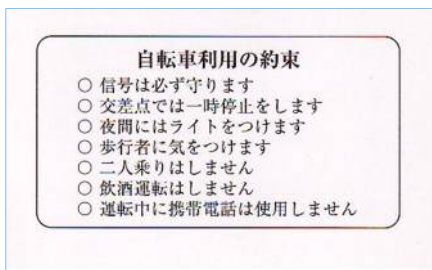 自転車利用の約束
○ 信号は必ず守ります
○ 交差点では一時停止をします
○ 夜間にはライトをつけます
○ 歩行者に気をつけます
○ 二人乗りはしません
○ 飲酒運転はしません
○ 運転中に携帯電話は使用しません